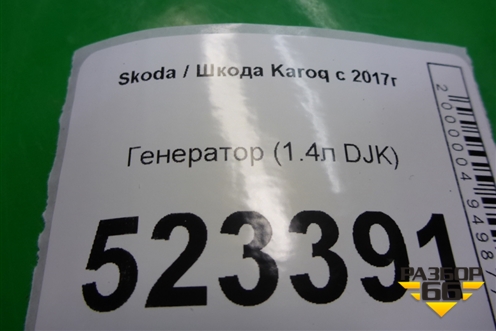 Skoda / Шкода Karoq с 2017г
Генератор (1.4л DJK)
523391
РАЗБОР
66